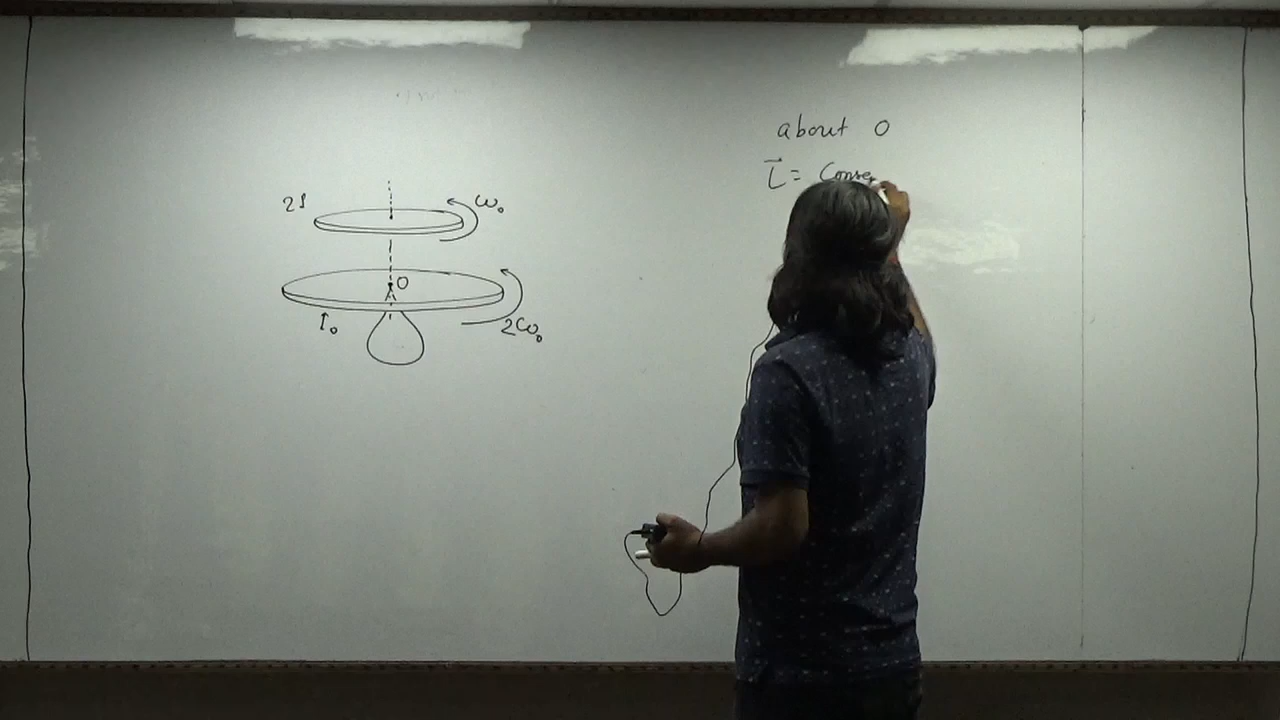 about O
L⃗ = Conser
2I
ω₀
O
I₀
2ω₀